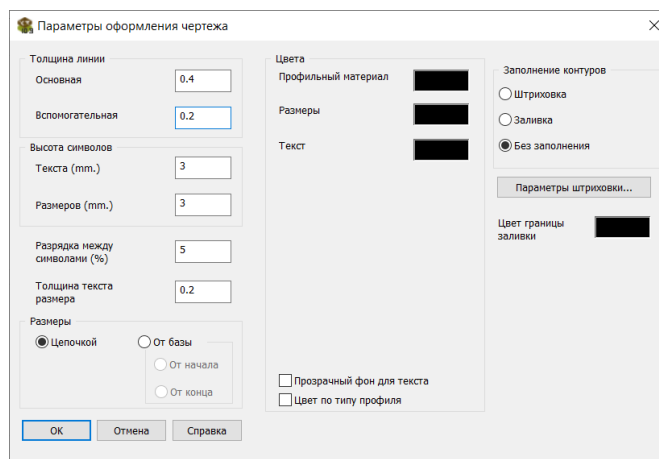 Параметры оформления чертежа
Толщина линии
Основная
0.4
Вспомогательная
0.2
Высота символов
Текста (mm.)
3
Размеров (mm.)
3
Разрядка между
символами (%)
5
Толщина текста
размера
0.2
Размеры
Цепочкой
От базы
От начала
От конца
OK
Отмена
Справка
Цвета
Профильный материал
Размеры
Текст
Прозрачный фон для текста
Цвет по типу профиля
Заполнение контуров
Штриховка
Заливка
Без заполнения
Параметры штриховки...
Цвет границы
заливки